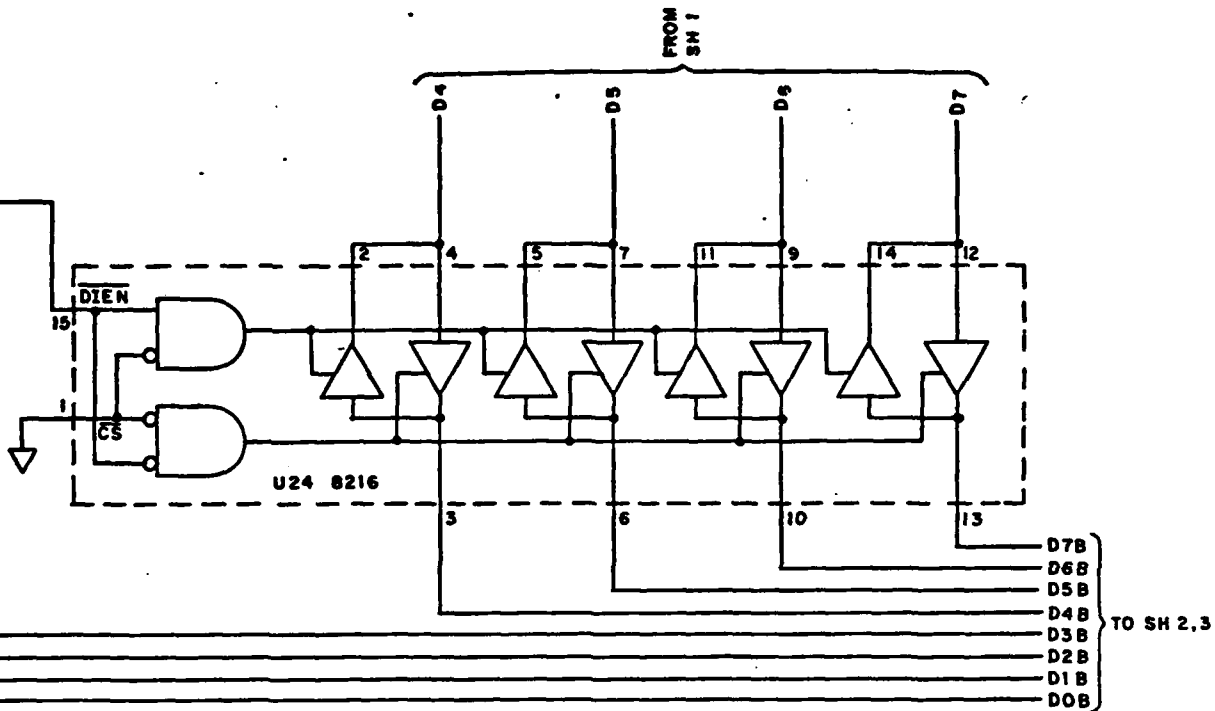 FROM
SH 1
D4
D5
D6
D7
2
4
5
7
11
9
14
12
DIEN
15
1
CS
U24 8216
3
6
10
13
D7B
D6B
D5B
D4B
D3B
D2B
D1B
D0B
TO SH 2,3